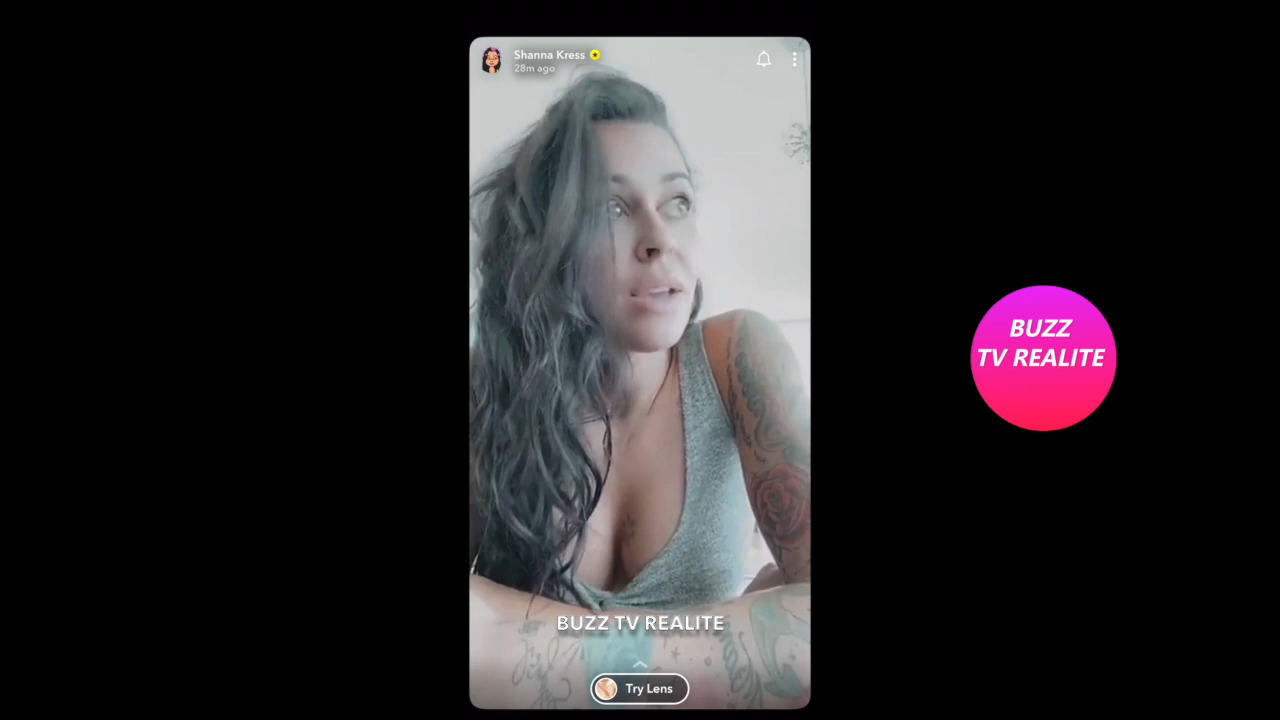 Shanna Kress
28m ago
BUZZ
TV REALITE
BUZZ TV REALITE
Try Lens